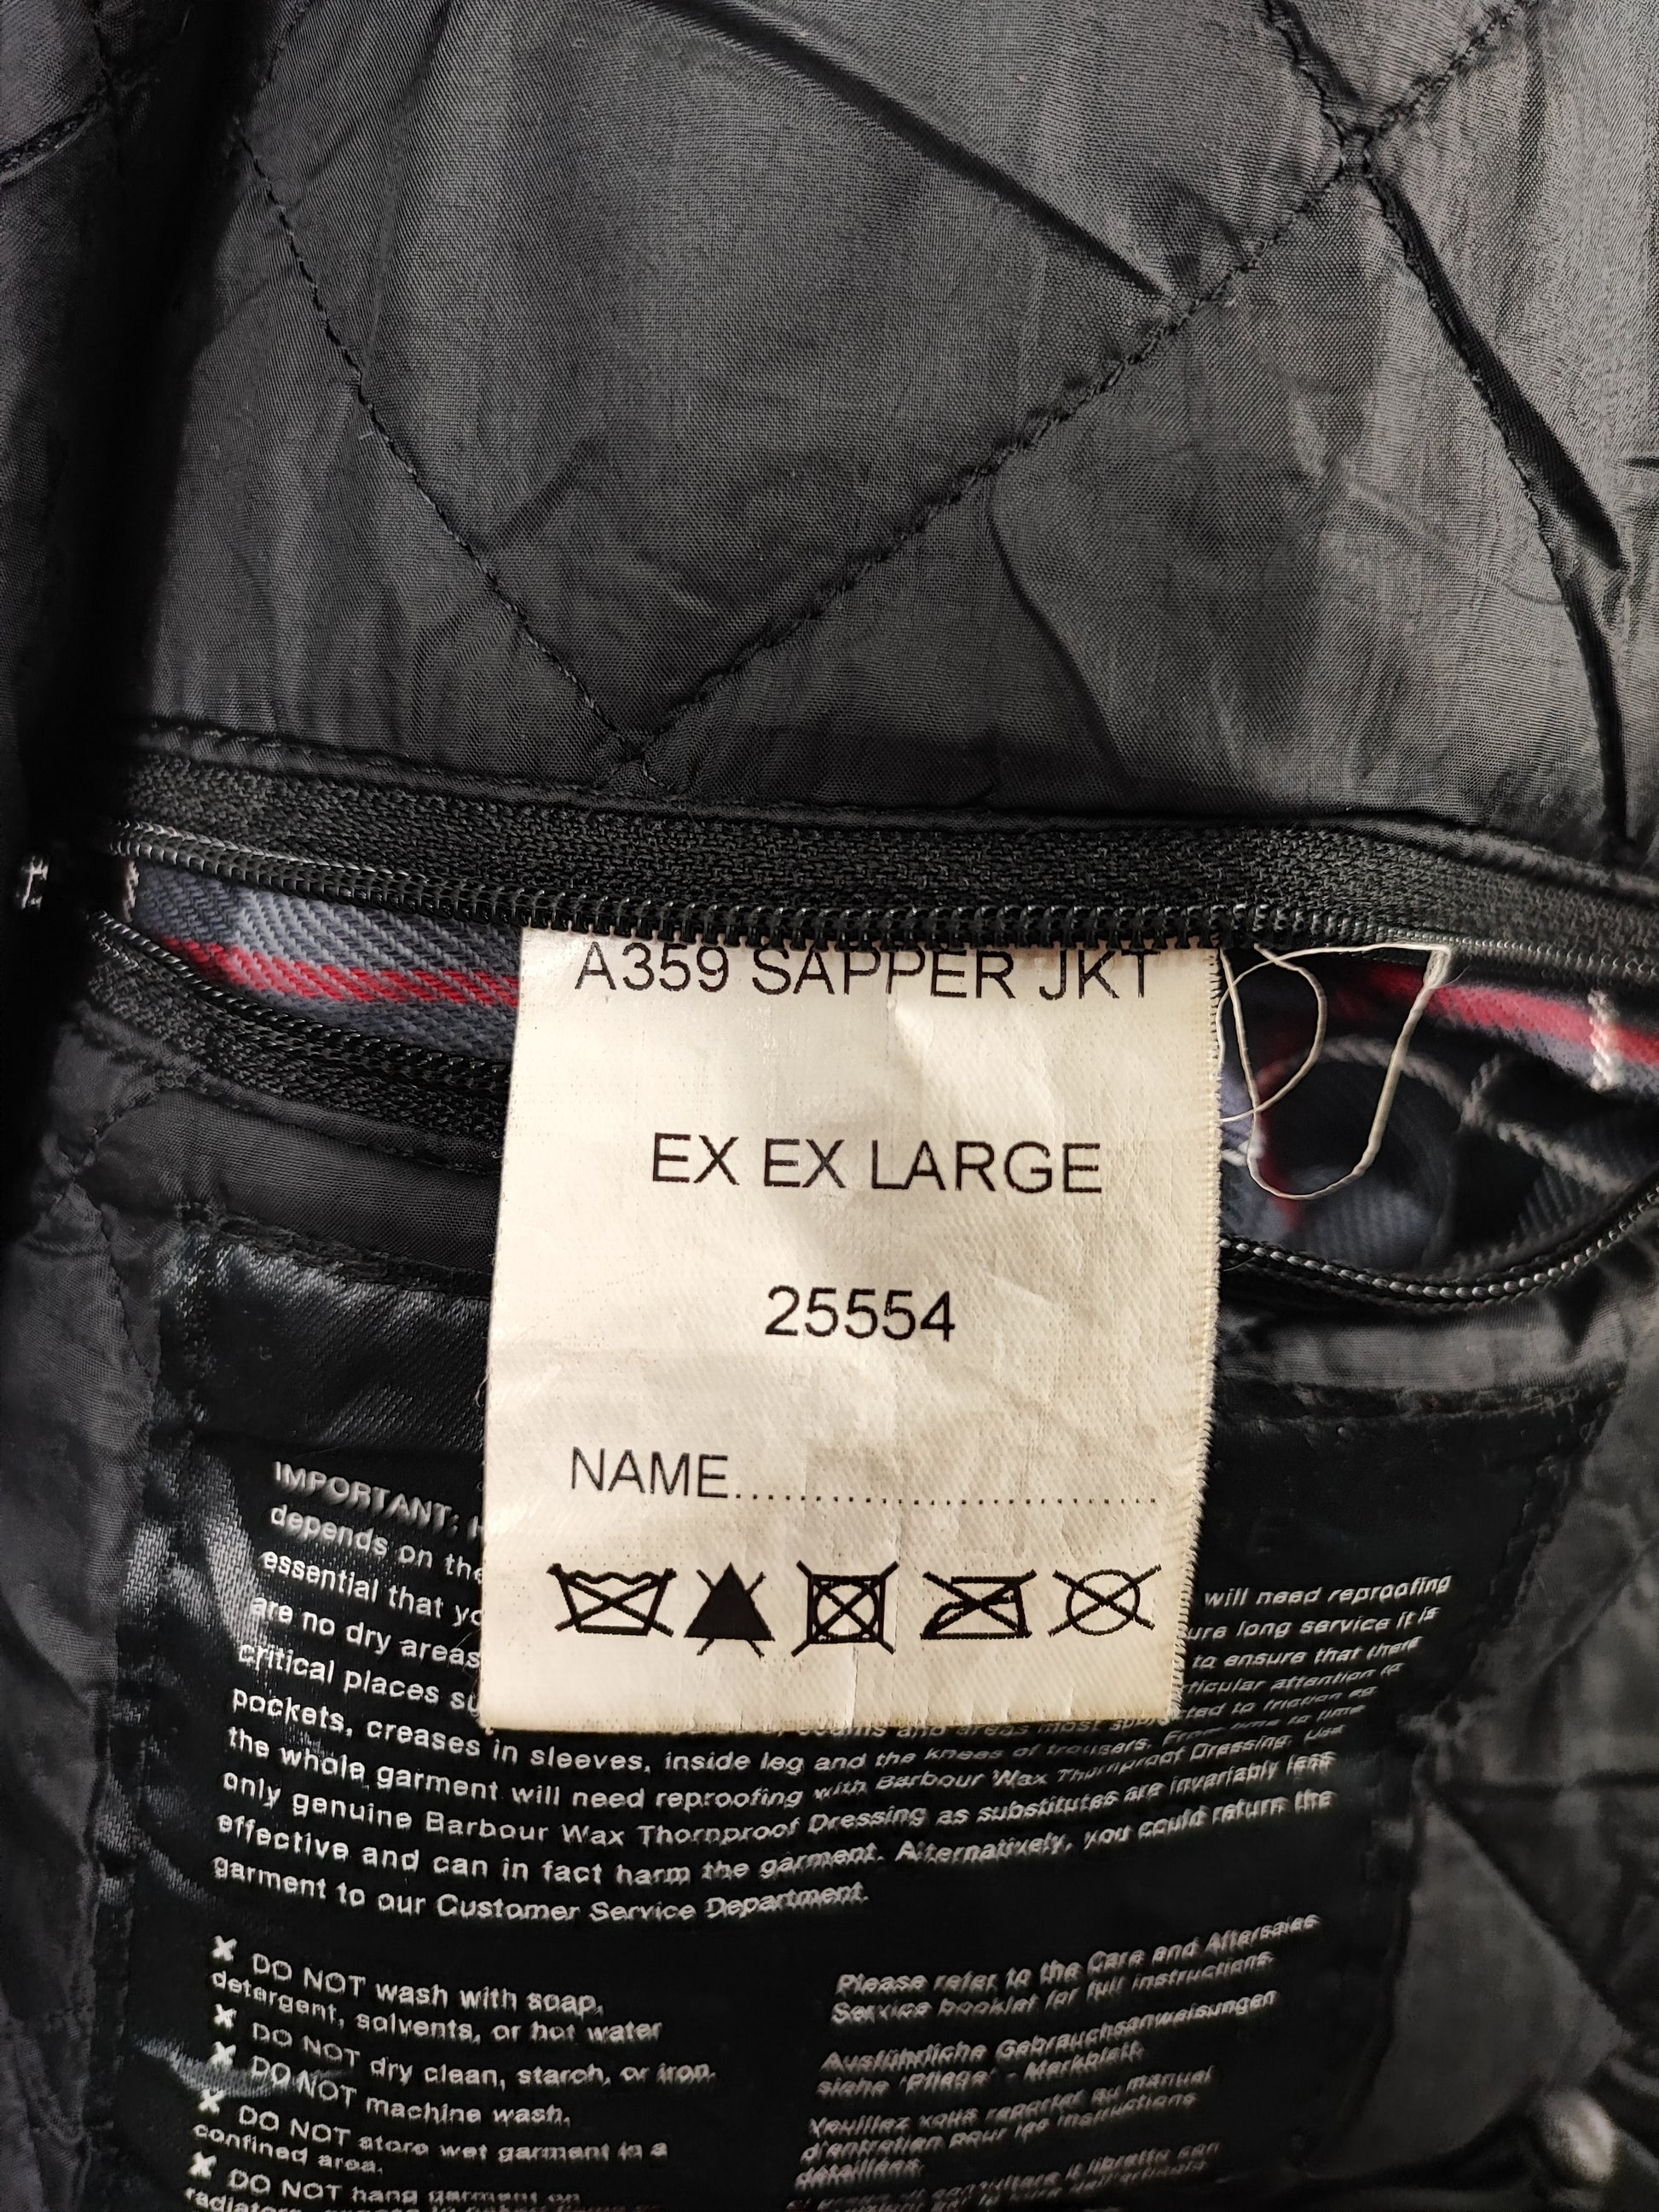 A359 SAPPER JKT
EX EX LARGE
25554
NAME..........................................
IMPORTANT:
depends on the will need reproofing
essential that long service it is
are no dry areas to ensure that there
critical places attention to
pockets, creases in sleeves, inside leg and the knees of trousers. From time to time
the whole garment will need reproofing with Barbour Wax Thornproof Dressing. Use
only genuine Barbour Wax Thornproof Dressing as substitutes are invariably less
effective and can in fact harm the garment. Alternatively, you could return the
garment to our Customer Service Department.
✗ DO NOT wash with soap,
detergent, solvents, or hot water
✗ DO NOT dry clean, starch, or iron.
✗ DO NOT machine wash.
✗ DO NOT store wet garment in a
confined area.
✗ DO NOT hang garment on
Please refer to the Care and Aftersales
Service booklet for full instructions.
Ausführliche Gebrauchsanweisungen
siehe 'Pflege' - Merkblatt.
Veuillez vous reporter au manuel
d'entretien pour les instructions
détaillées.